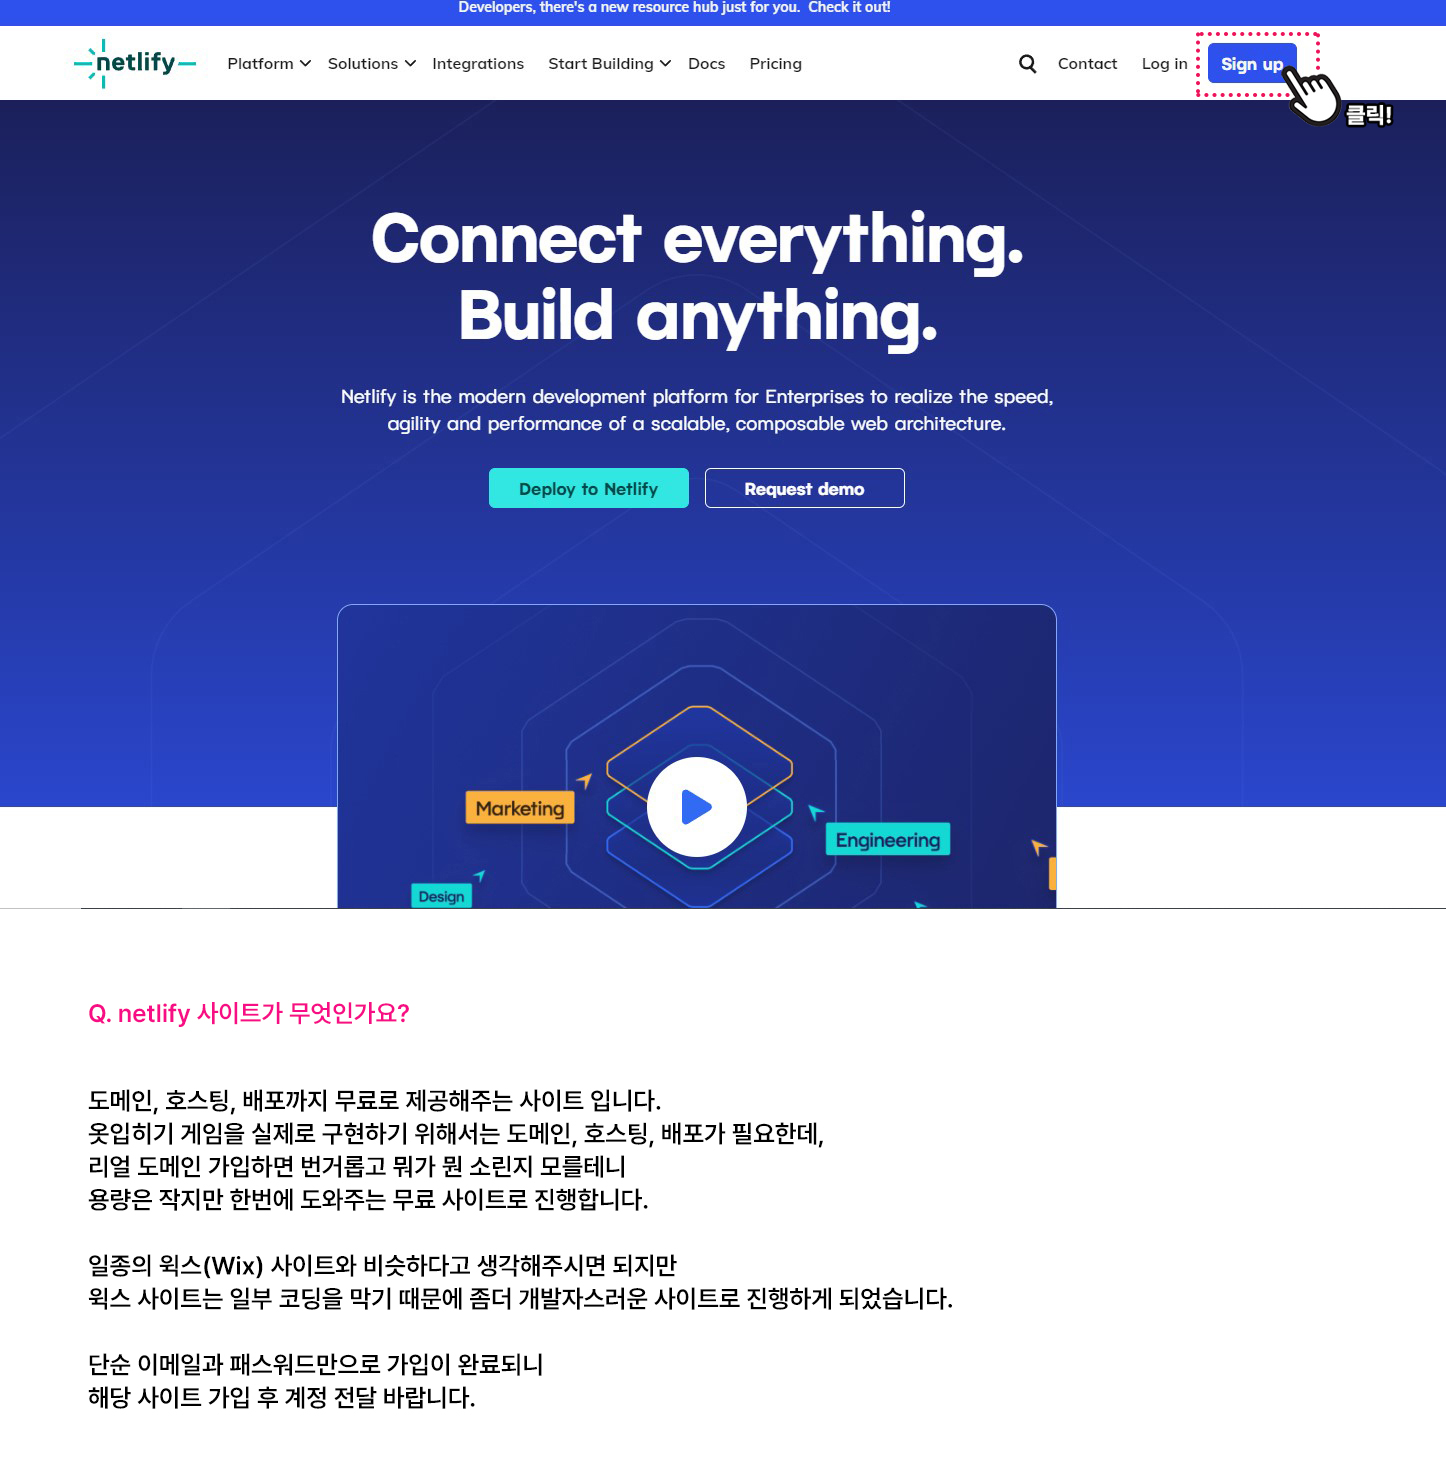 Developers, there's a new resource hub just for you. Check it out!
netlify Platform Solutions Integrations Start Building Docs Pricing Contact Log in Sign up
클릭!
Connect everything.
Build anything.
Netlify is the modern development platform for Enterprises to realize the speed,
agility and performance of a scalable, composable web architecture.
Deploy to Netlify Request demo
Marketing
Engineering
Design
Q. netlify 사이트가 무엇인가요?
도메인, 호스팅, 배포까지 무료로 제공해주는 사이트 입니다.
옷입히기 게임을 실제로 구현하기 위해서는 도메인, 호스팅, 배포가 필요한데,
리얼 도메인 가입하면 번거롭고 뭐가 뭔 소린지 모를테니
용량은 작지만 한번에 도와주는 무료 사이트로 진행합니다.
일종의 윅스(Wix) 사이트와 비슷하다고 생각해주시면 되지만
윅스 사이트는 일부 코딩을 막기 때문에 좀더 개발자스러운 사이트로 진행하게 되었습니다.
단순 이메일과 패스워드만으로 가입이 완료되니
해당 사이트 가입 후 계정 전달 바랍니다.